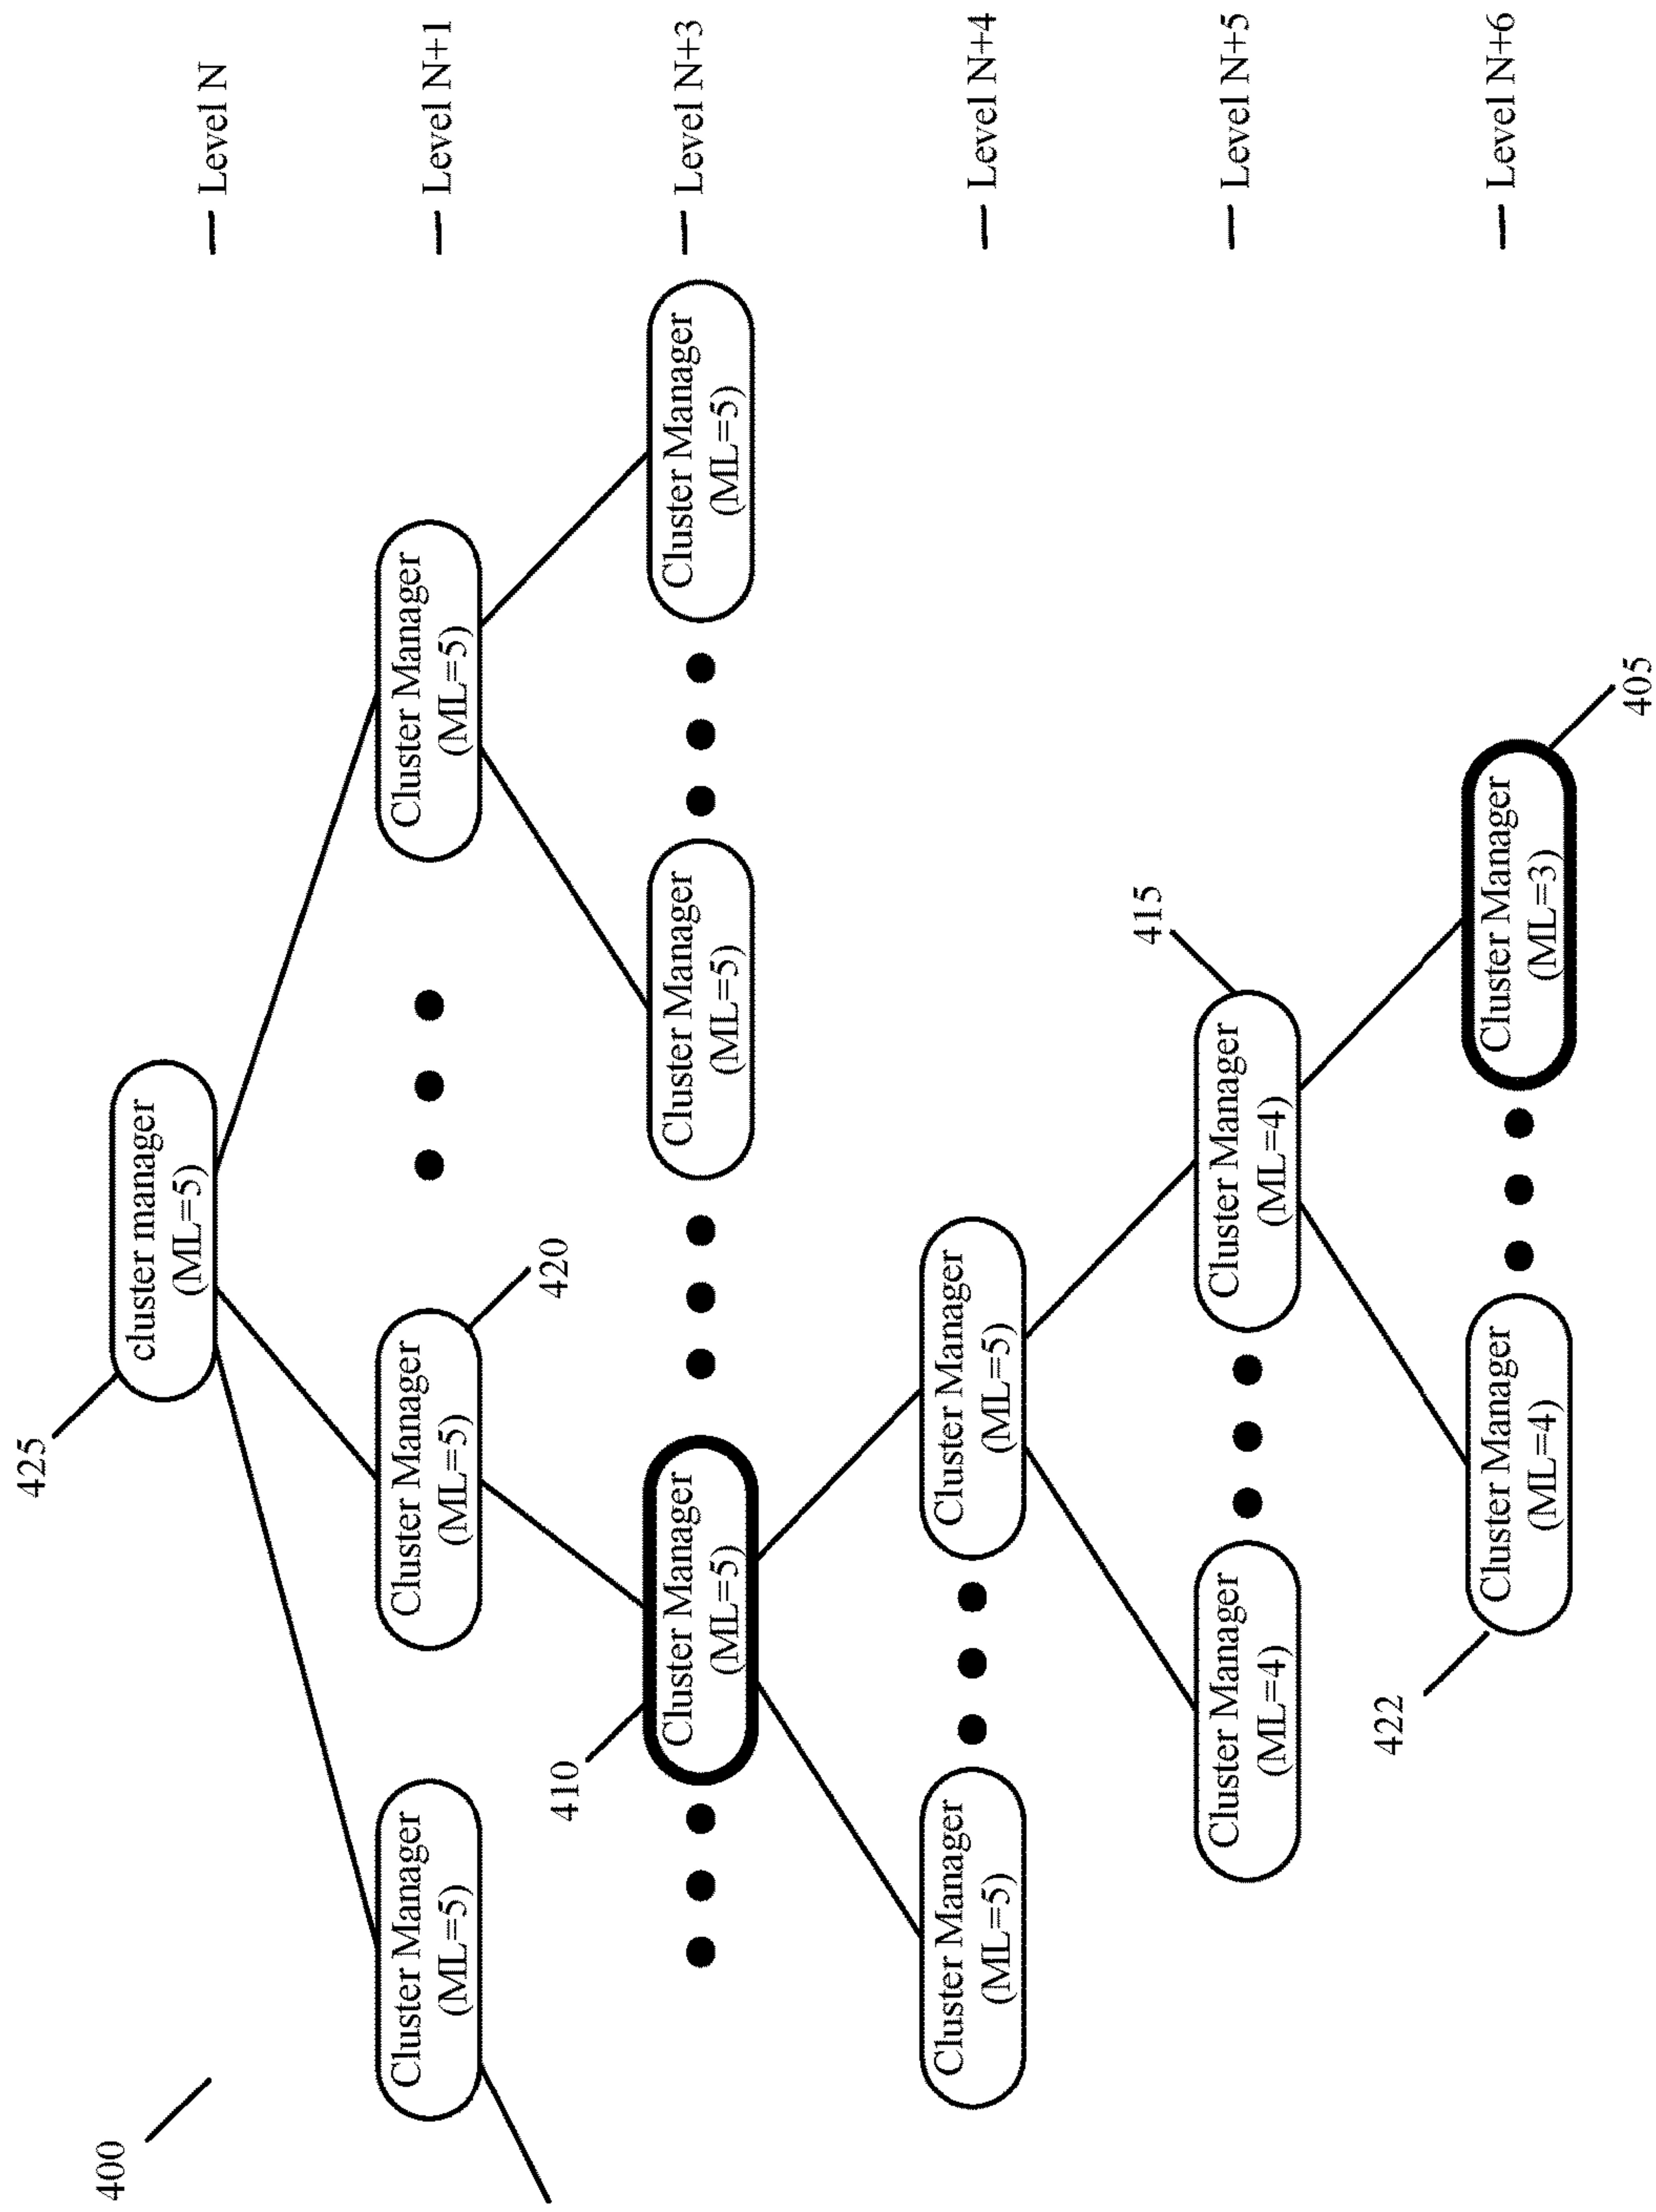 400
425
cluster manager
(ML=5)
Level N
Cluster Manager
(ML=5)
Cluster Manager
(ML=5)
420
Cluster Manager
(ML=5)
Level N+1
410
Cluster Manager
(ML=5)
Cluster Manager
(ML=5)
Cluster Manager
(ML=5)
Level N+3
Cluster Manager
(ML=5)
Cluster Manager
(ML=5)
Level N+4
Cluster Manager
(ML=4)
415
Cluster Manager
(ML=4)
Level N+5
422
Cluster Manager
(ML=4)
Cluster Manager
(ML=3)
405
Level N+6